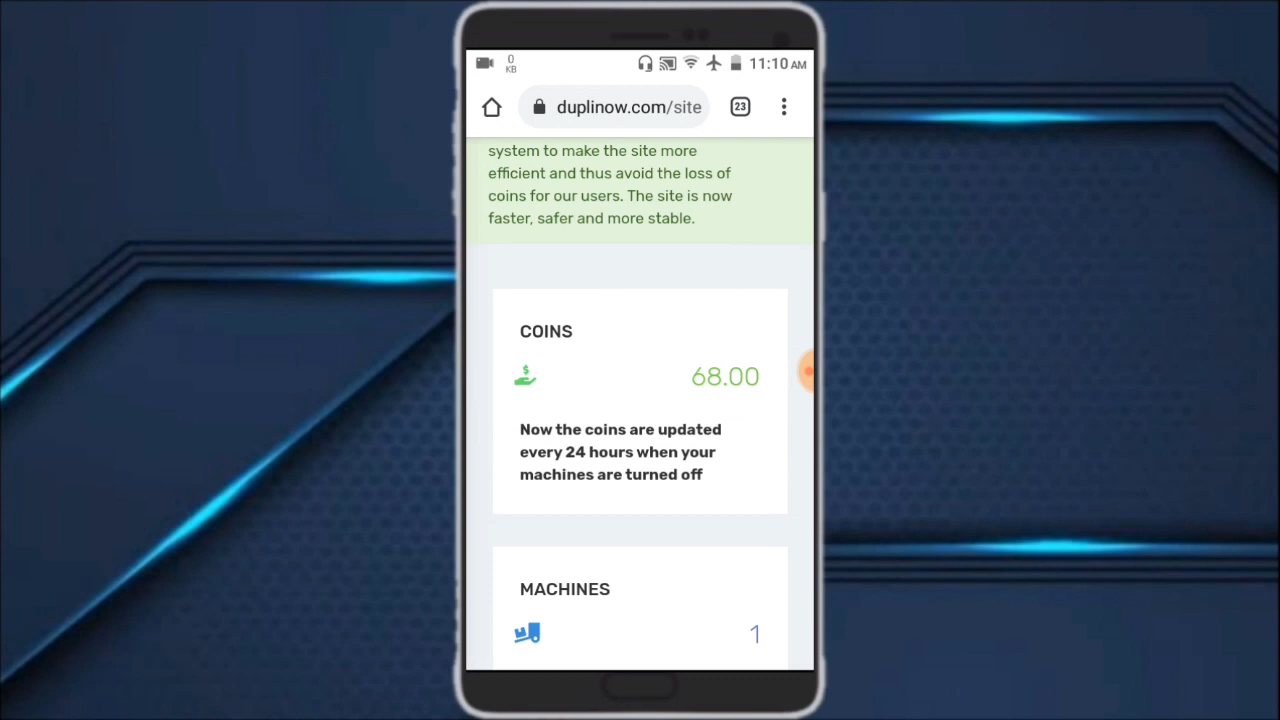 0
KB
11:10 AM
duplinow.com/site
23
system to make the site more
efficient and thus avoid the loss of
coins for our users. The site is now
faster, safer and more stable.
COINS
$
68.00
Now the coins are updated
every 24 hours when your
machines are turned off
MACHINES
1